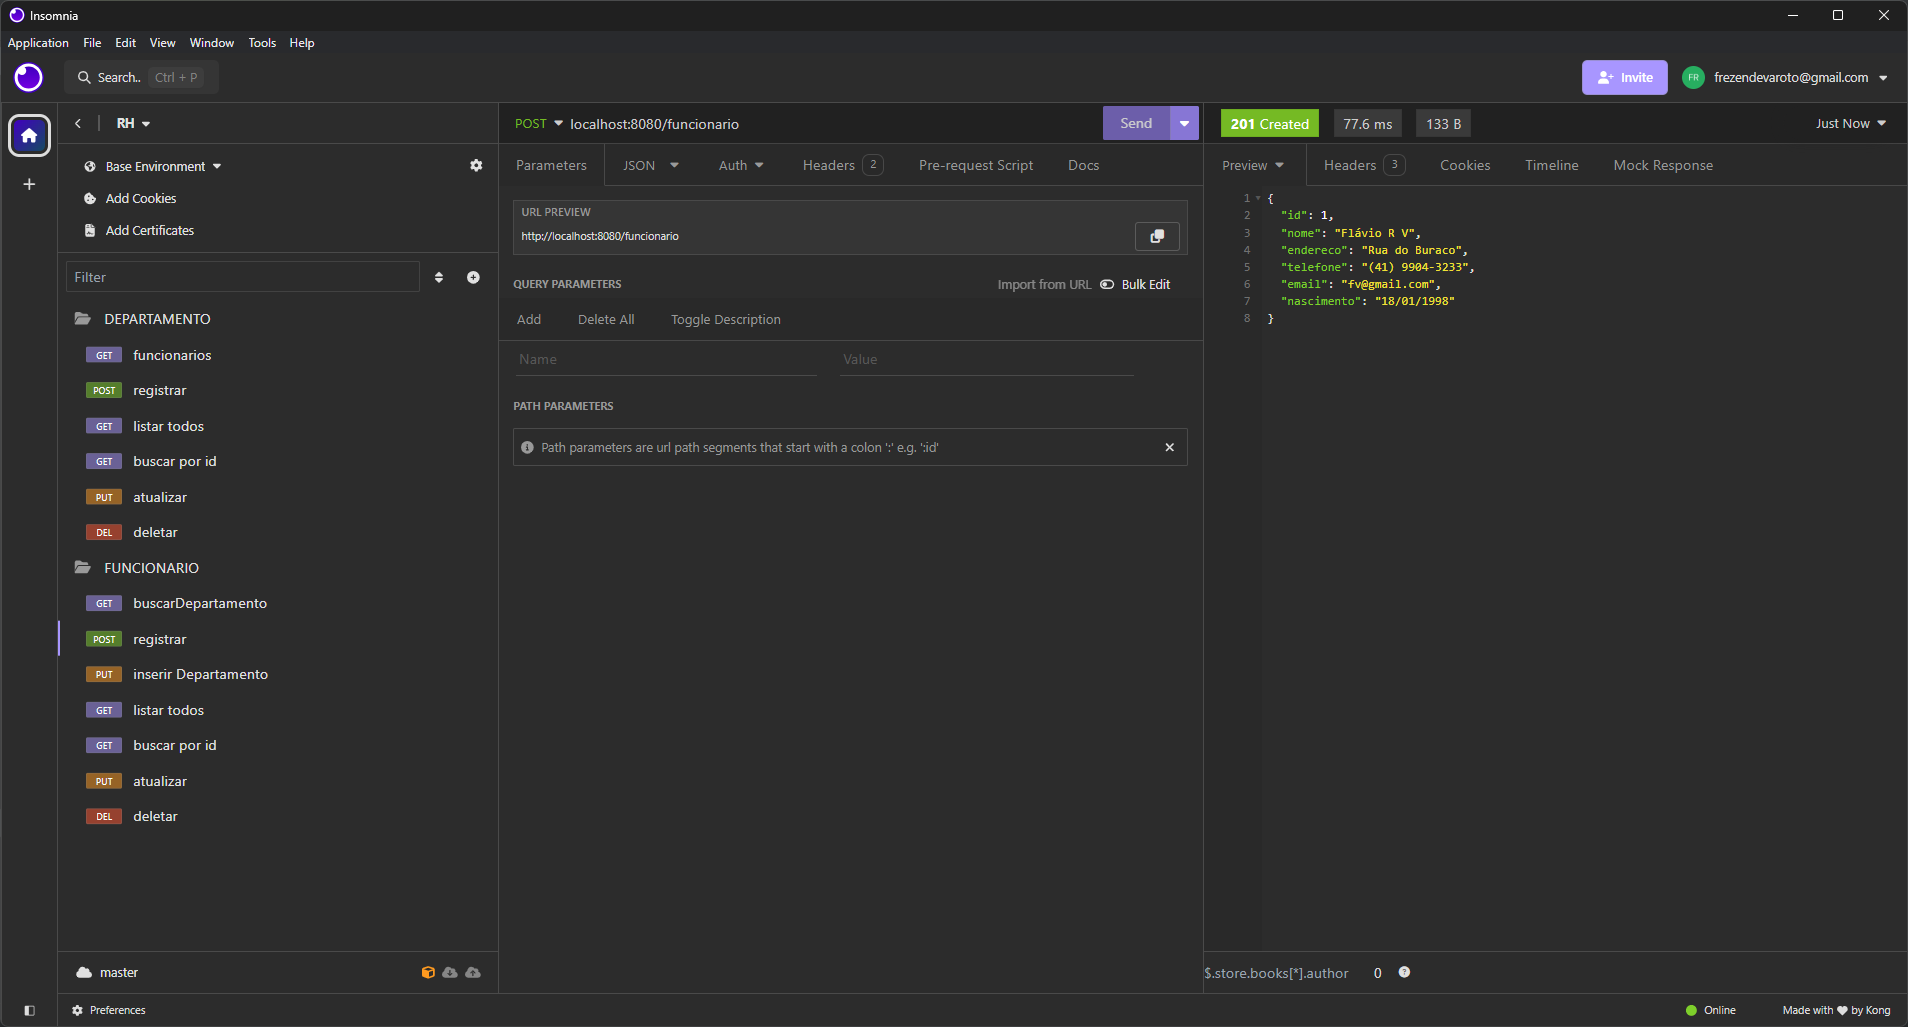 Insomnia
Application File Edit View Window Tools Help
Search.. Ctrl + P
Invite
FR frezendevaroto@gmail.com
RH
Base Environment
Add Cookies
Add Certificates
Filter
DEPARTAMENTO
GET funcionarios
POST registrar
GET listar todos
GET buscar por id
PUT atualizar
DEL deletar
FUNCIONARIO
GET buscarDepartamento
POST registrar
PUT inserir Departamento
GET listar todos
GET buscar por id
PUT atualizar
DEL deletar
master
POST localhost:8080/funcionario Send
Parameters JSON Auth Headers 2 Pre-request Script Docs
URL PREVIEW
http://localhost:8080/funcionario
QUERY PARAMETERS Import from URL Bulk Edit
Add Delete All Toggle Description
Name Value
PATH PARAMETERS
Path parameters are url path segments that start with a colon ':' e.g. ':id'
201 Created 77.6 ms 133 B Just Now
Preview Headers 3 Cookies Timeline Mock Response
1 {
2 "id": 1,
3 "nome": "Flávio R V",
4 "endereco": "Rua do Buraco",
5 "telefone": "(41) 9904-3233",
6 "email": "fv@gmail.com",
7 "nascimento": "18/01/1998"
8 }
$.store.books[*].author 0
Preferences
Online Made with by Kong